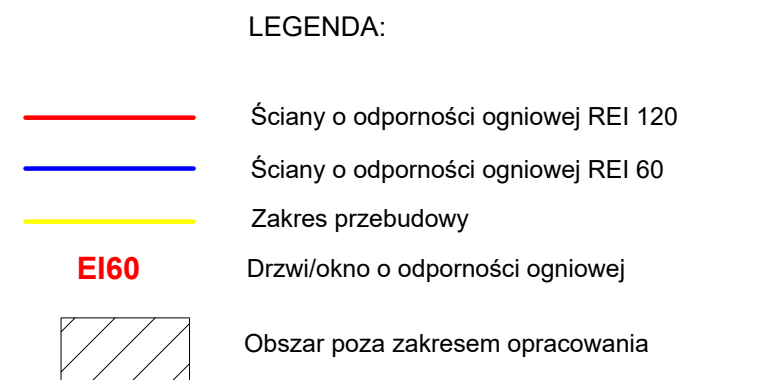 LEGENDA:
Ściany o odporności ogniowej REI 120
Ściany o odporności ogniowej REI 60
Zakres przebudowy
EI60 Drzwi/okno o odporności ogniowej
Obszar poza zakresem opracowania